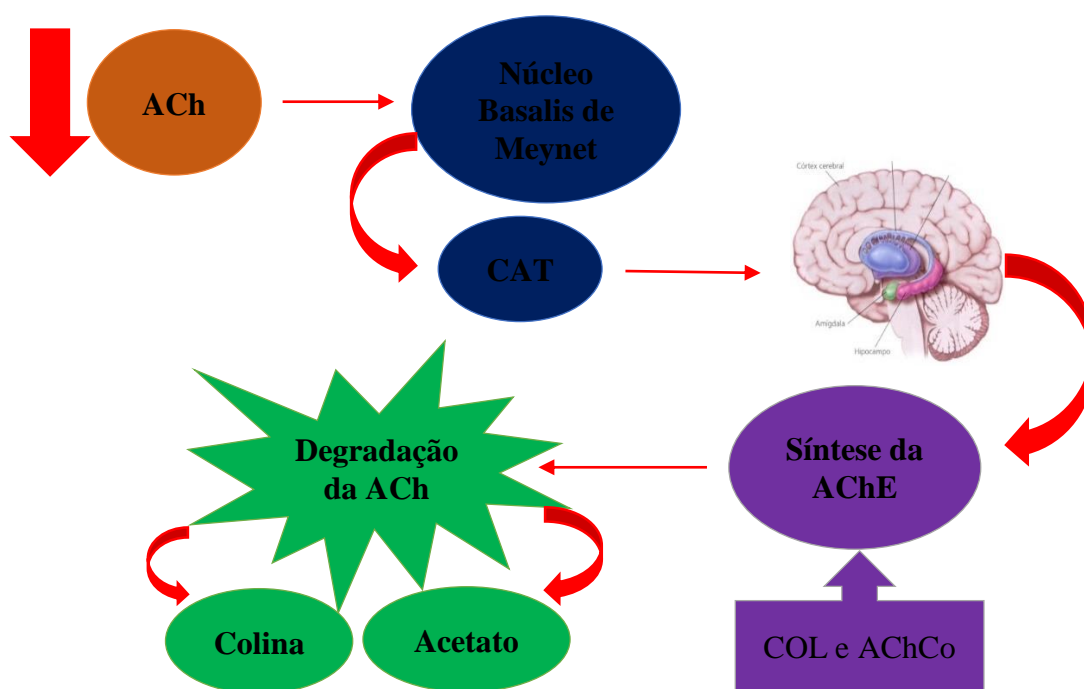 ACh
Núcleo
Basalis de
Meynet
CAT
Córtex cerebral
Amígdala
Hipocampo
Síntese da
AChE
Degradação
da ACh
Colina
Acetato
COL e AChCo